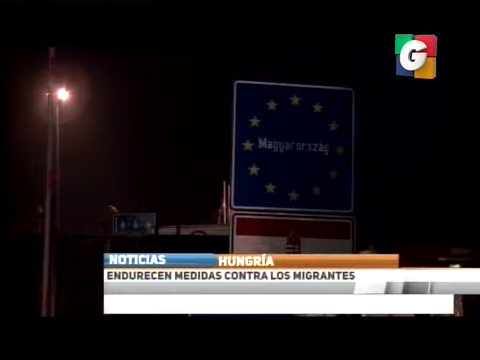 G
Magyarország
NOTICIAS
HUNGRÍA
ENDURECEN MEDIDAS CONTRA LOS MIGRANTES